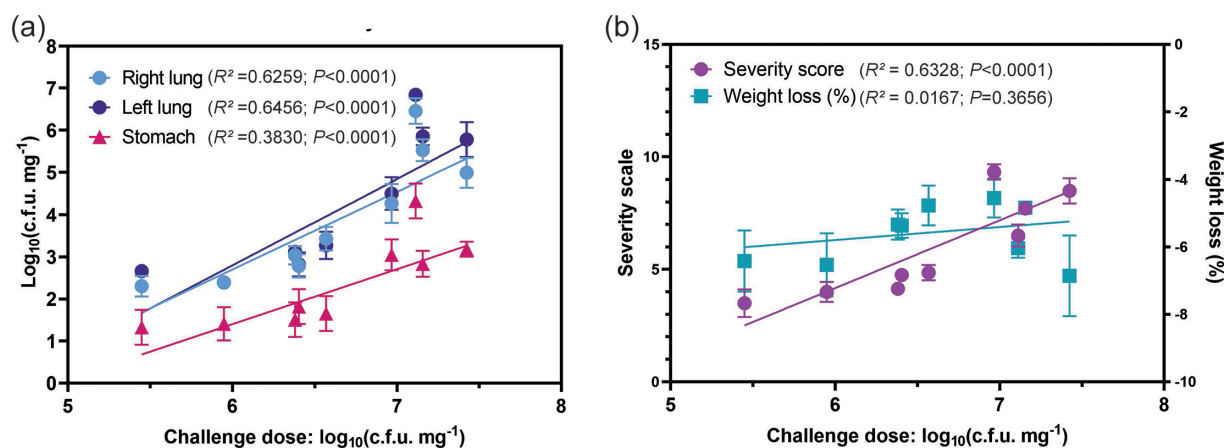 (a)
8
7
6
5
4
3
2
1
0
Log10(c.f.u. mg-1)
Right lung (R² =0.6259; P<0.0001)
Left lung (R² =0.6456; P<0.0001)
Stomach (R² =0.3830; P<0.0001)
5 6 7 8
Challenge dose: log10(c.f.u. mg-1)
(b)
15
10
5
0
Severity scale
Severity score (R² =0.6328; P<0.0001)
Weight loss (%) (R² =0.0167; P=0.3656)
0
-2
-4
-6
-8
-10
Weight loss
(%)
5 6 7 8
Challenge dose: log10(c.f.u. mg-1)